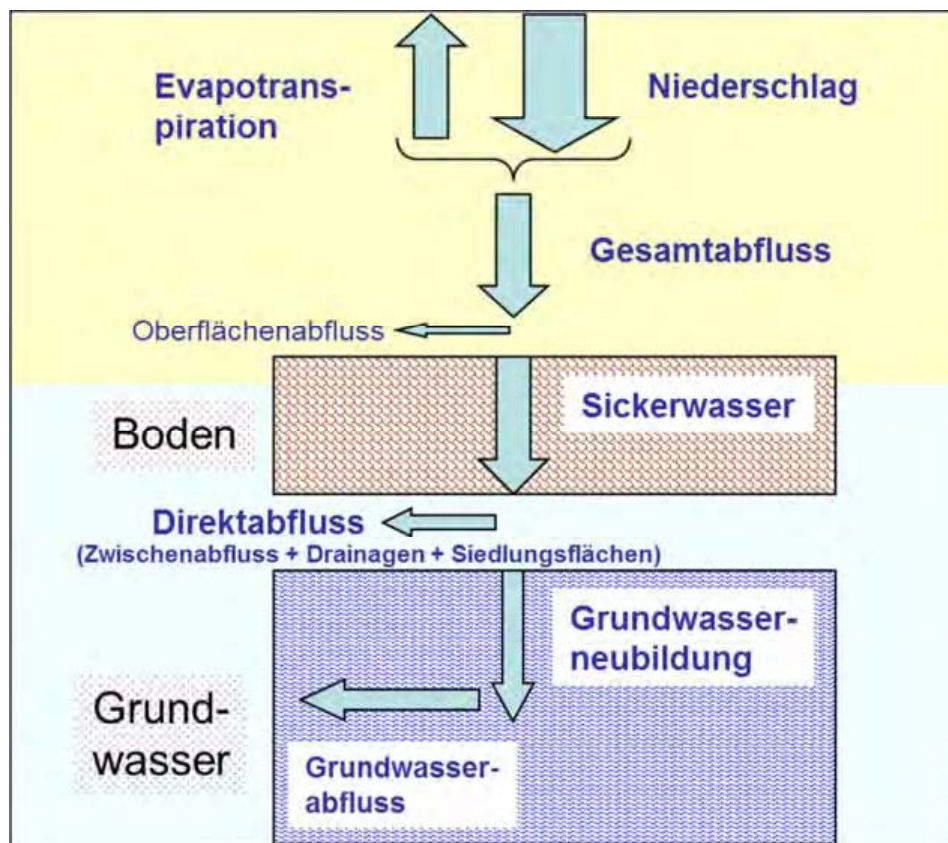 Evapotrans-
piration
Niederschlag
Gesamtabfluss
Oberflächenabfluss
Sickerwasser
Boden
Direktabfluss
(Zwischenabfluss + Drainagen + Siedlungsflächen)
Grundwasser-
neubildung
Grund-
wasser
Grundwasser-
abfluss